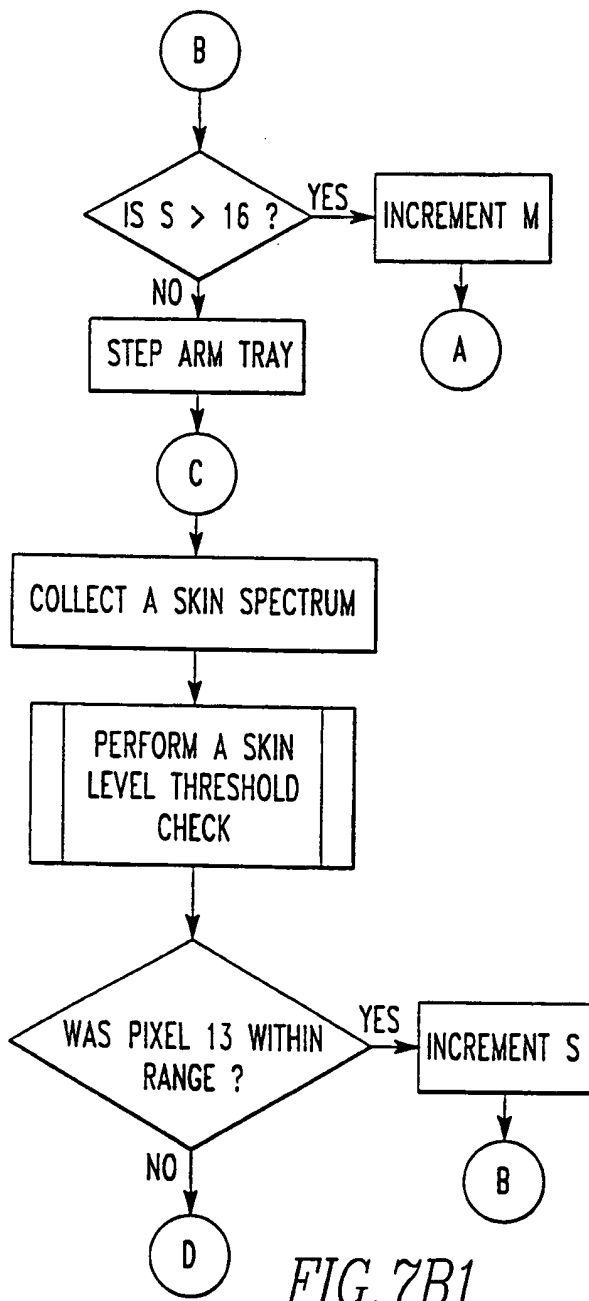 B
IS S > 16 ?
YES
INCREMENT M
NO
A
STEP ARM TRAY
C
COLLECT A SKIN SPECTRUM
PERFORM A SKIN
LEVEL THRESHOLD
CHECK
WAS PIXEL 13 WITHIN
RANGE ?
YES
INCREMENT S
NO
B
D
FIG. 7B1